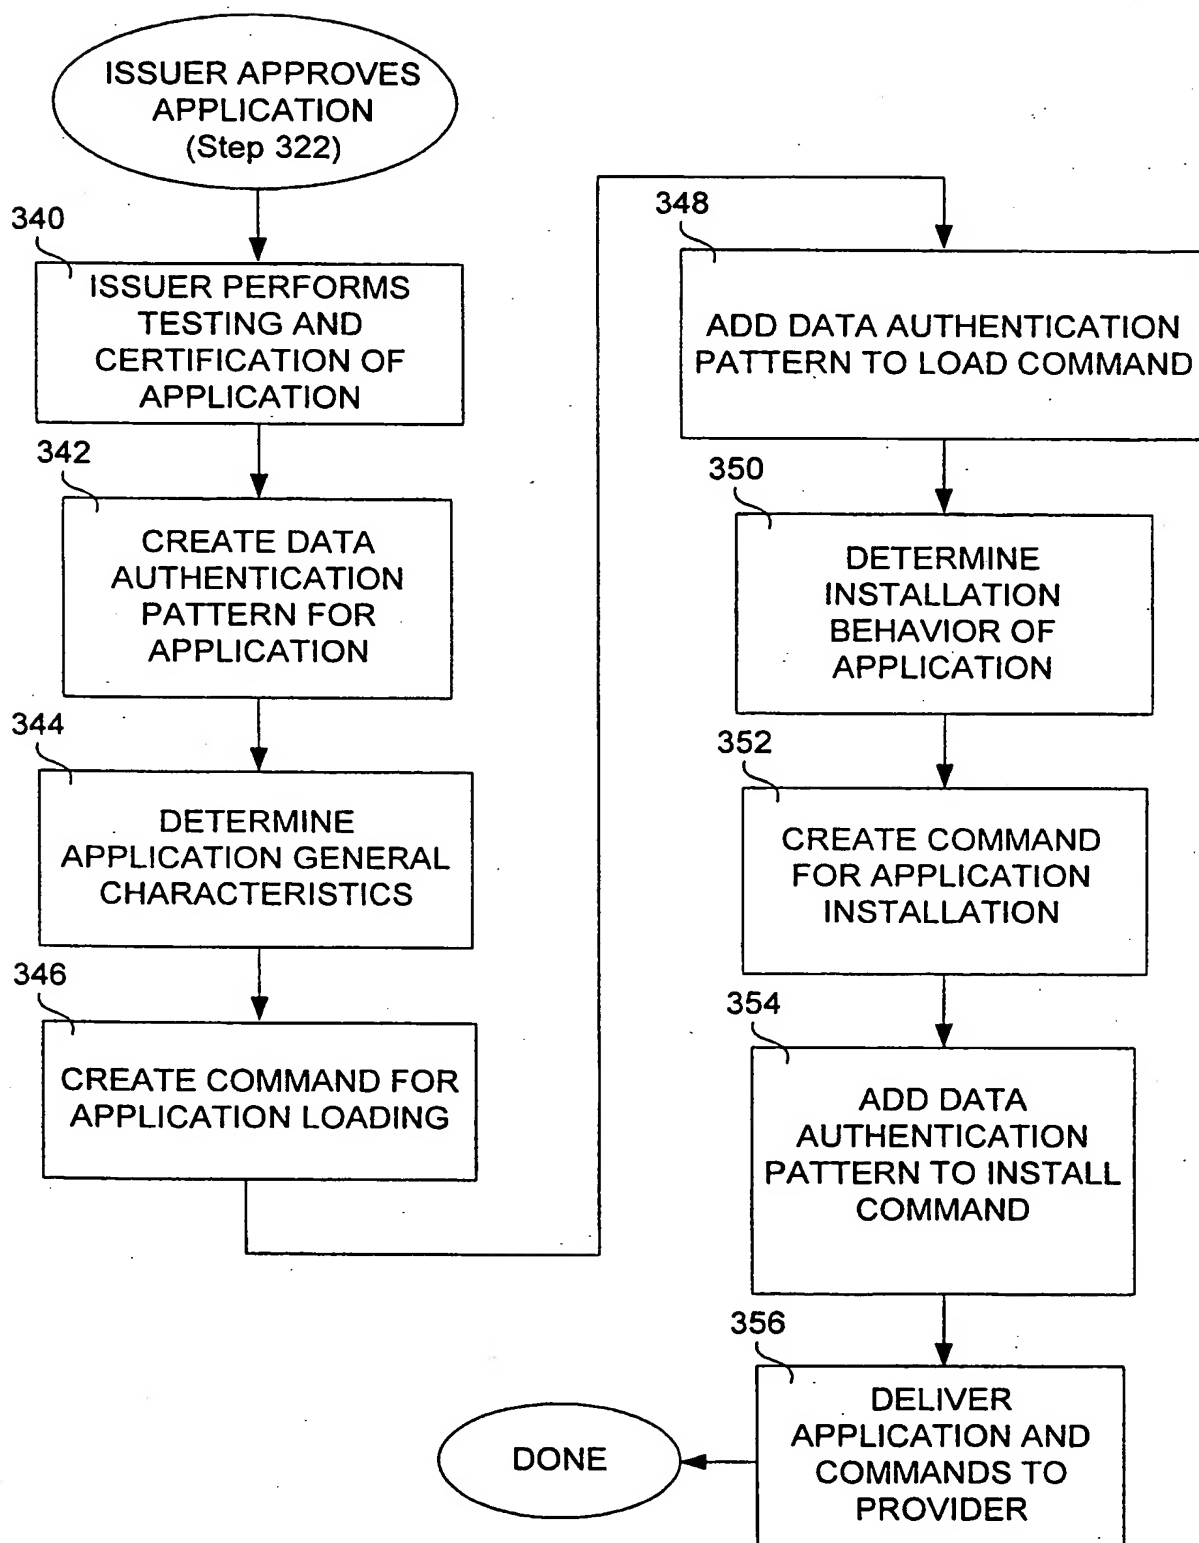 ISSUER APPROVES
APPLICATION
(Step 322)
340
ISSUER PERFORMS
TESTING AND
CERTIFICATION OF
APPLICATION
342
CREATE DATA
AUTHENTICATION
PATTERN FOR
APPLICATION
344
DETERMINE
APPLICATION GENERAL
CHARACTERISTICS
346
CREATE COMMAND FOR
APPLICATION LOADING
348
ADD DATA AUTHENTICATION
PATTERN TO LOAD COMMAND
350
DETERMINE
INSTALLATION
BEHAVIOR OF
APPLICATION
352
CREATE COMMAND
FOR APPLICATION
INSTALLATION
354
ADD DATA
AUTHENTICATION
PATTERN TO INSTALL
COMMAND
356
DELIVER
APPLICATION AND
COMMANDS TO
PROVIDER
DONE